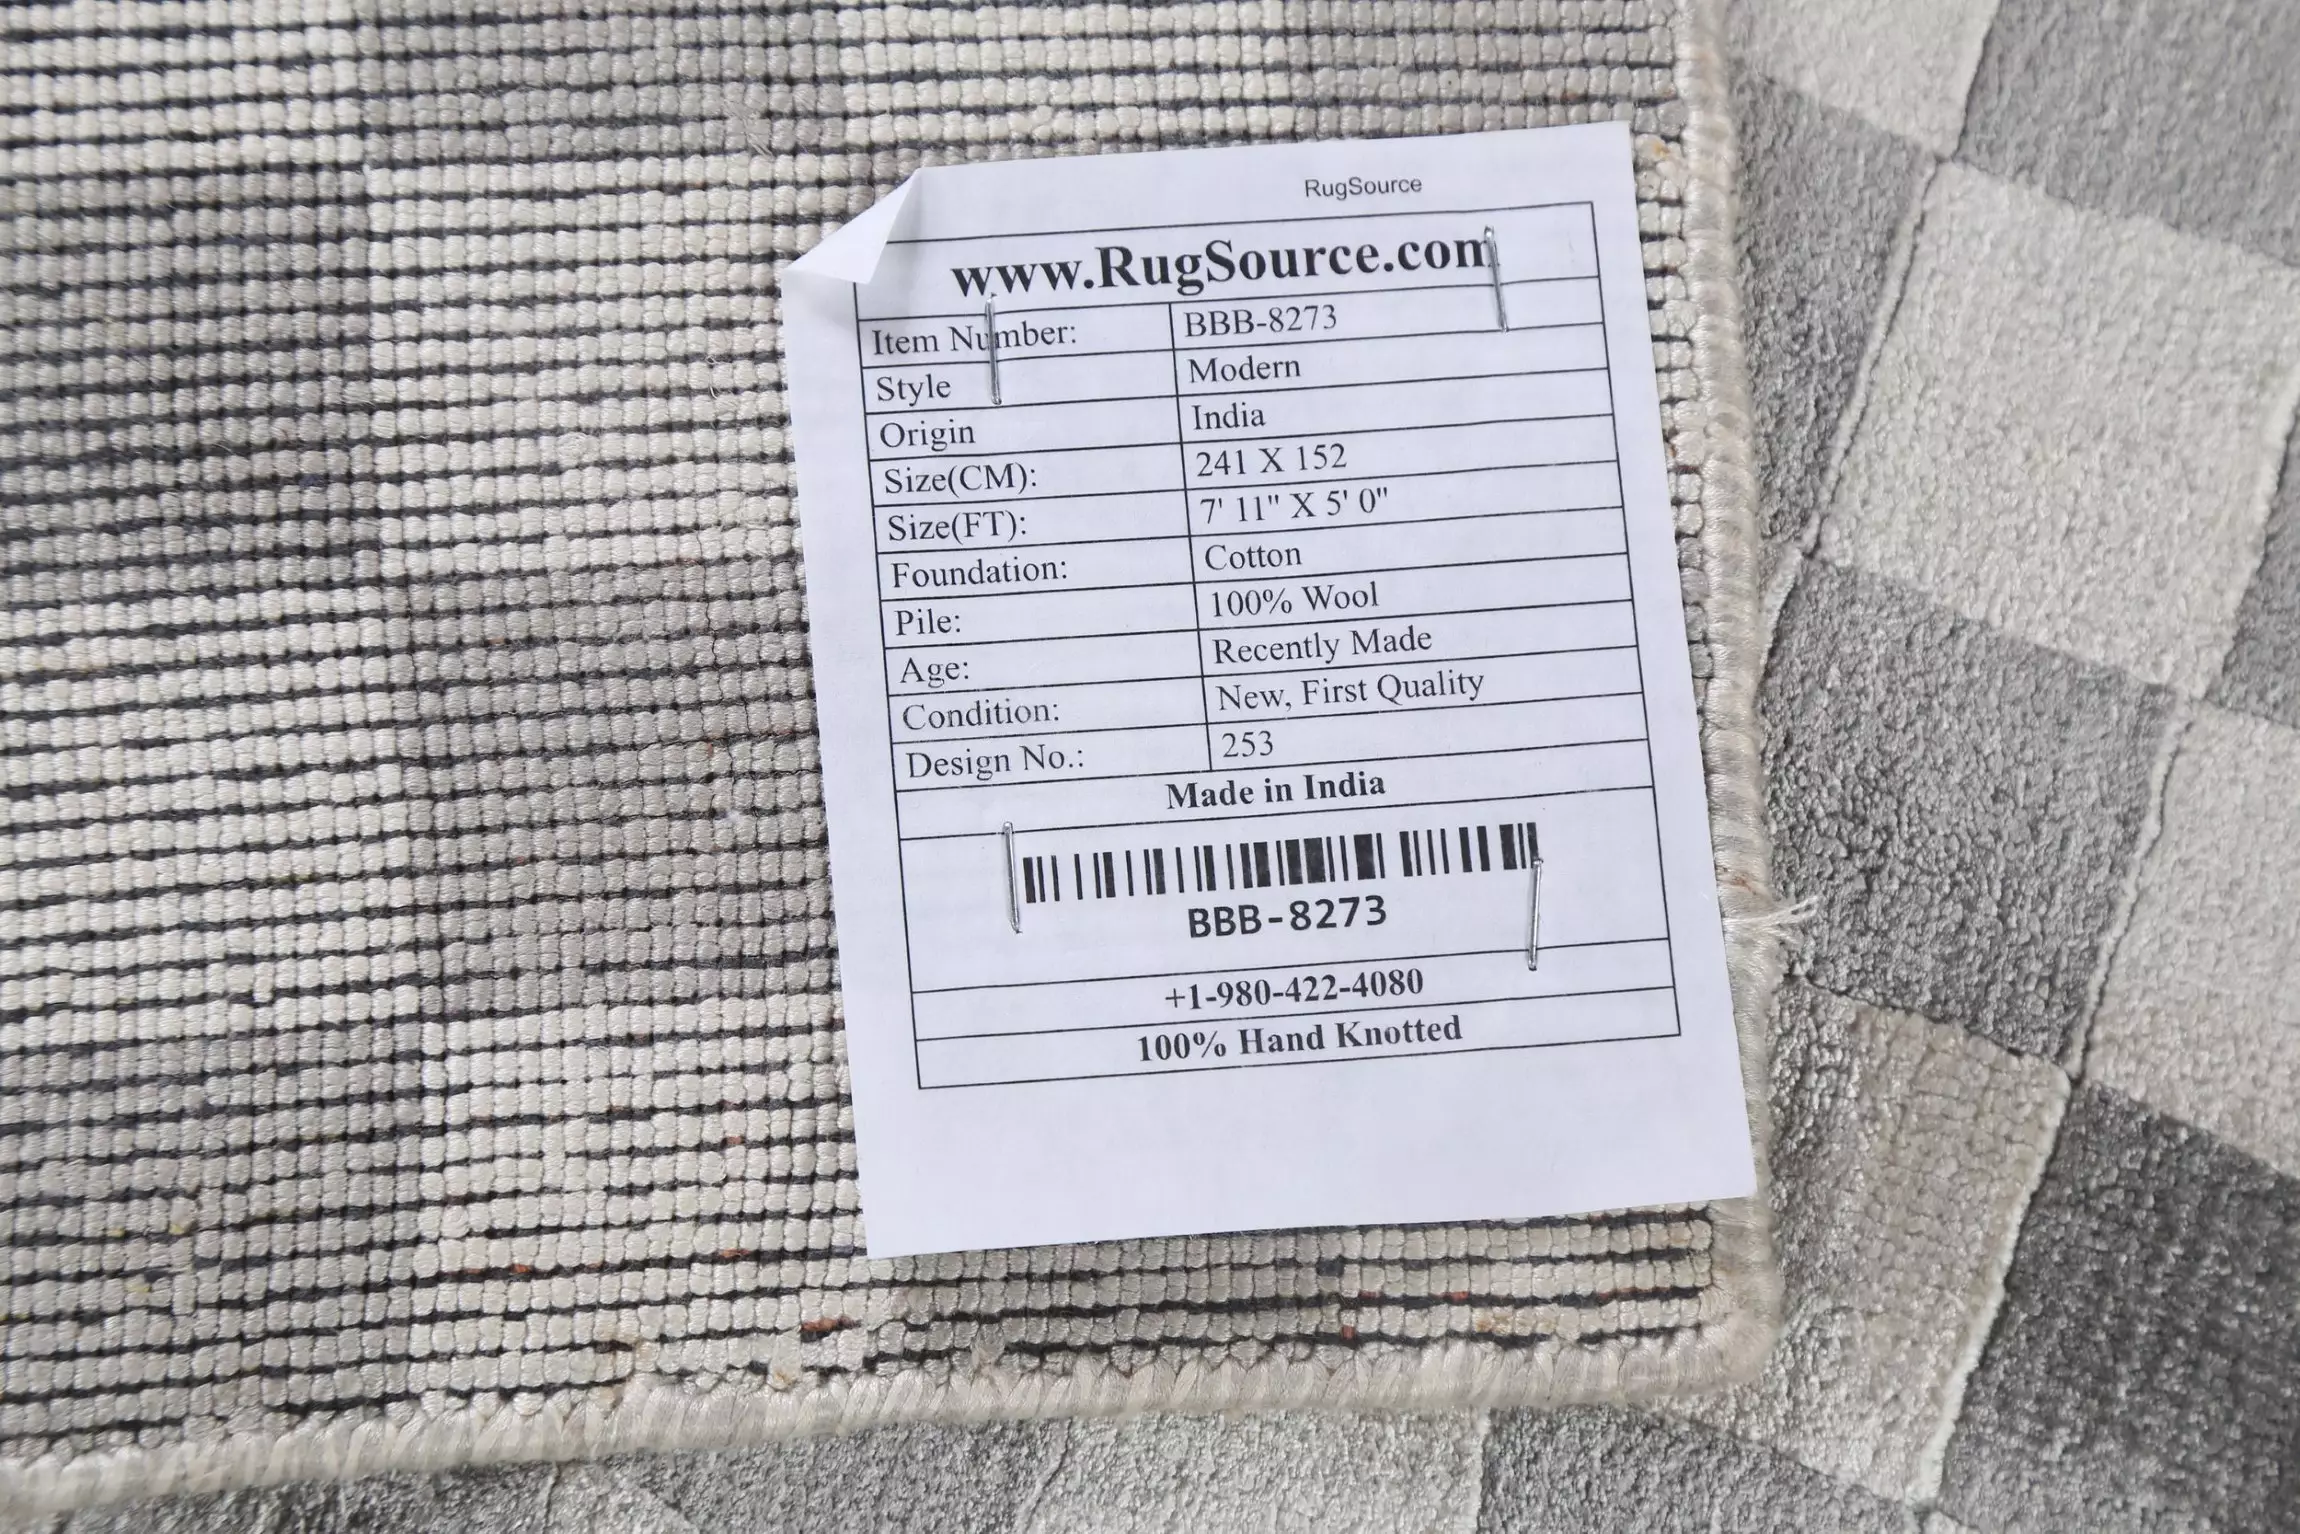 RugSource
www.RugSource.com
Item Number: BBB-8273
Style Modern
Origin India
Size(CM): 241 X 152
Size(FT): 7' 11" X 5' 0"
Foundation: Cotton
Pile: 100% Wool
Age: Recently Made
Condition: New, First Quality
Design No.: 253
Made in India
BBB-8273
+1-980-422-4080
100% Hand Knotted